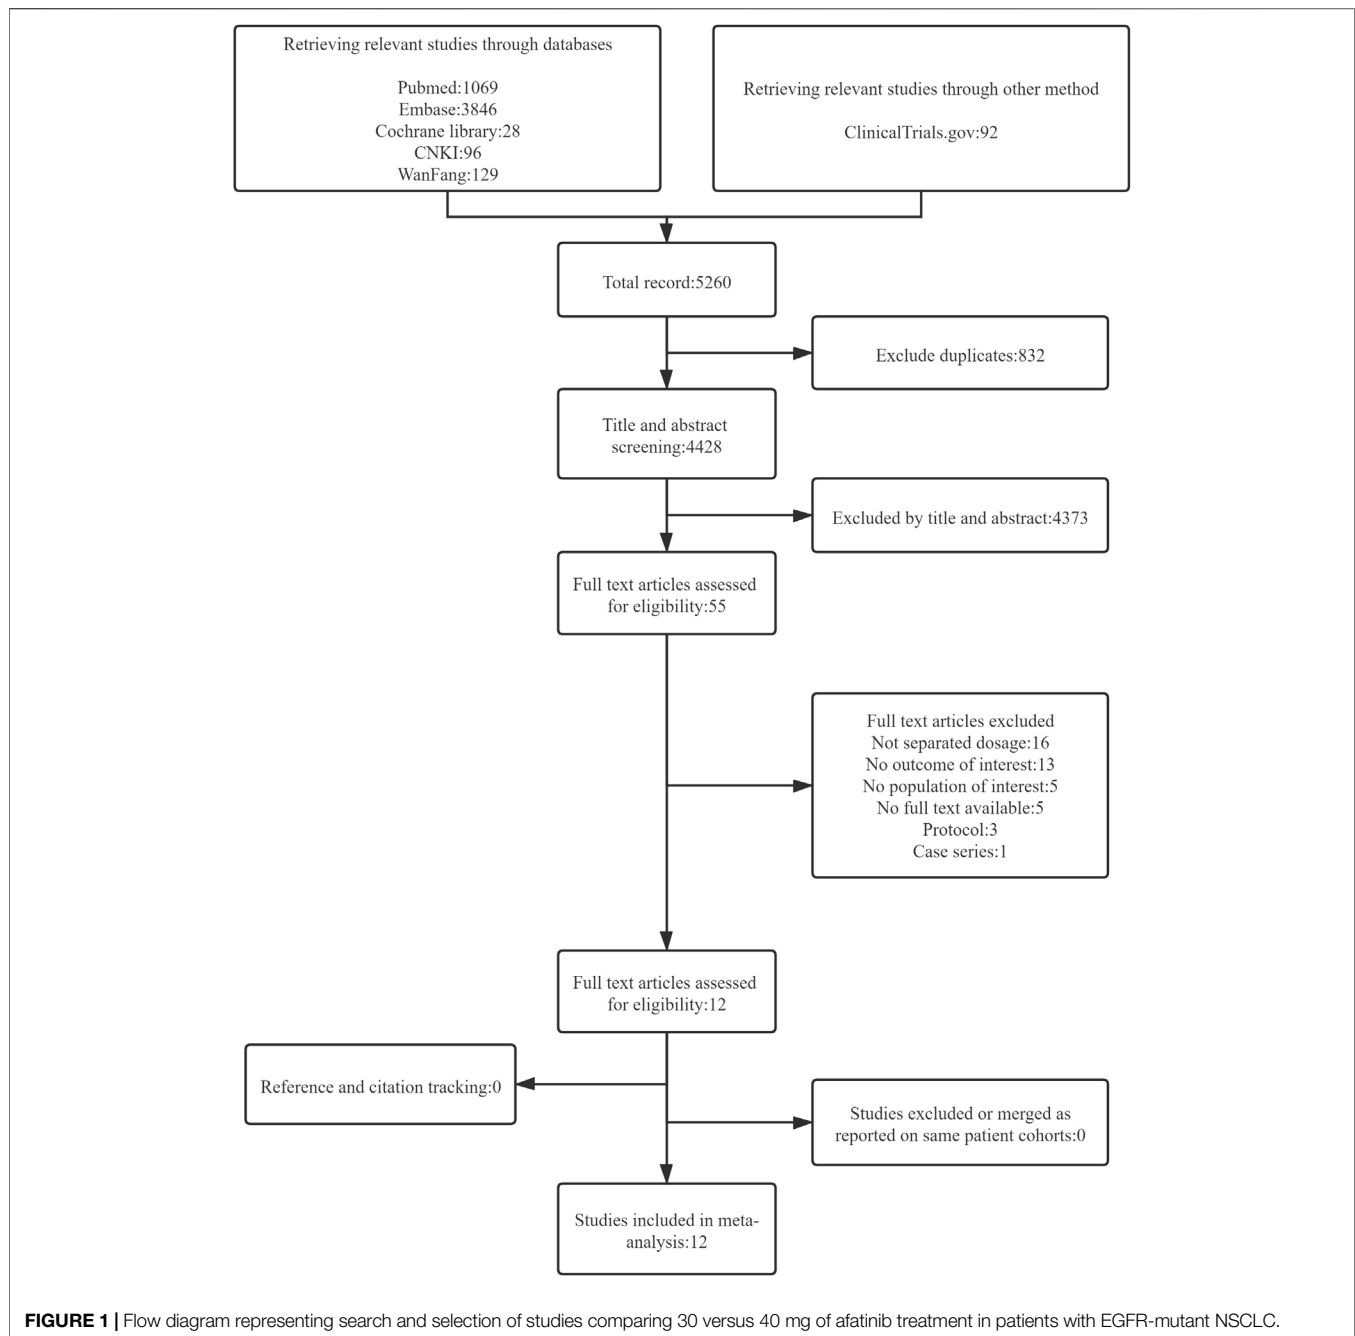 Retrieving relevant studies through databases
Pubmed:1069
Embase:3846
Cochrane library:28
CNKI:96
WanFang:129
Retrieving relevant studies through other method
ClinicalTrials.gov:92
Total record:5260
Exclude duplicates:832
Title and abstract
screening:4428
Excluded by title and abstract:4373
Full text articles assessed
for eligibility:55
Full text articles excluded
Not separated dosage:16
No outcome of interest:13
No population of interest:5
No full text available:5
Protocol:3
Case series:1
Full text articles assessed
for eligibility:12
Reference and citation tracking:0
Studies excluded or merged as
reported on same patient cohorts:0
Studies included in meta-
analysis:12
FIGURE 1 | Flow diagram representing search and selection of studies comparing 30 versus 40 mg of afatinib treatment in patients with EGFR-mutant NSCLC.